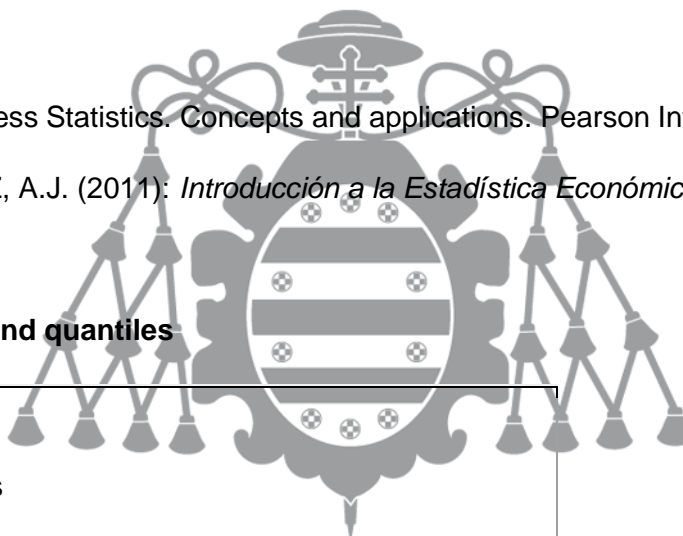 ess Statistics. Concepts and applications. Pearson In
, A.J. (2011): Introducción a la Estadística Económic
nd quantiles
s